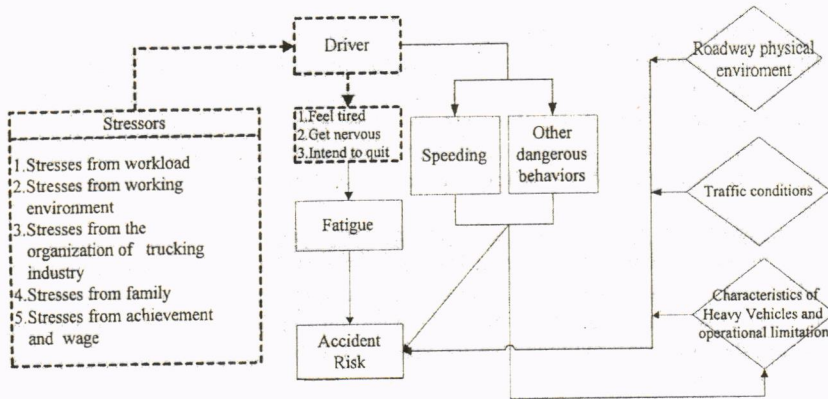 Driver
Roadway physical
enviroment
Stressors
1.Stresses from workload
2.Stresses from working
environment
3.Stresses from the
organization of trucking
industry
4.Stresses from family
5.Stresses from achievement
and wage
1.Feel tired
2.Get nervous
3.Intend to quit
Speeding
Other
dangerous
behaviors
Traffic conditions
Fatigue
Characteristics of
Heavy Vehicles and
operational limitation
Accident
Risk